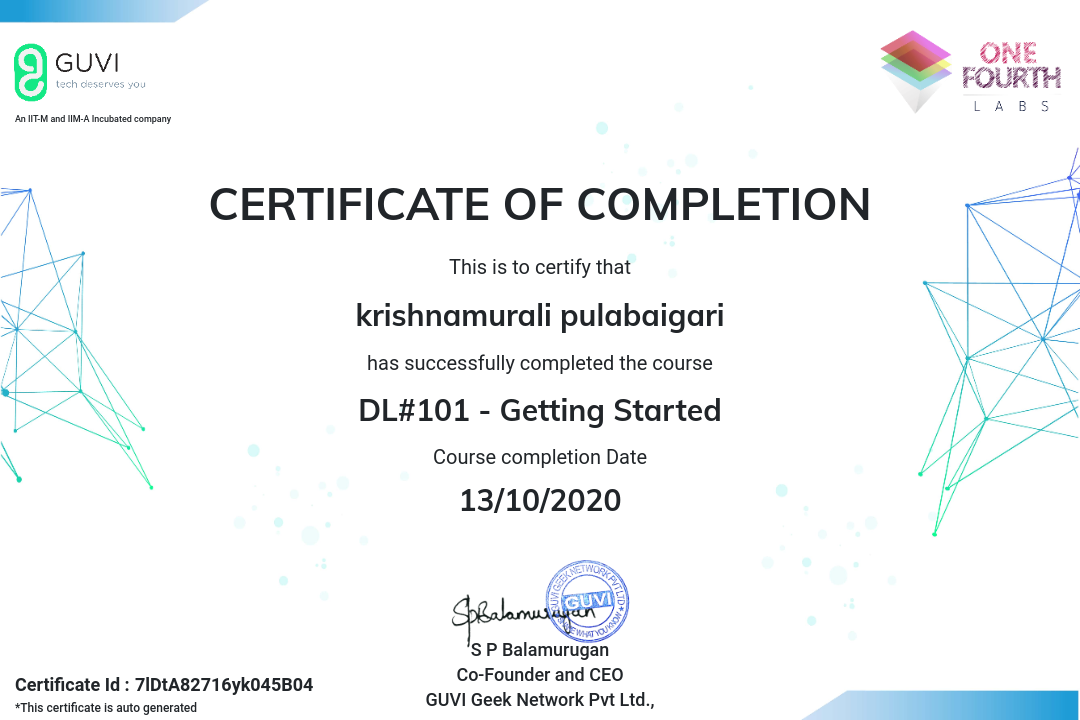 GUVI
tech deserves you
An IIT-M and IIM-A Incubated company
ONE
FOURTH
LABS
CERTIFICATE OF COMPLETION
This is to certify that
krishnamurali pulabaigari
has successfully completed the course
DL#101 - Getting Started
Course completion Date
13/10/2020
SpBalamurugan
GUVI GEEK NETWORK PVT LTD
GUVI
WHAT YOU KNOW
S P Balamurugan
Co-Founder and CEO
GUVI Geek Network Pvt Ltd.,
Certificate Id : 7lDtA82716yk045B04
*This certificate is auto generated